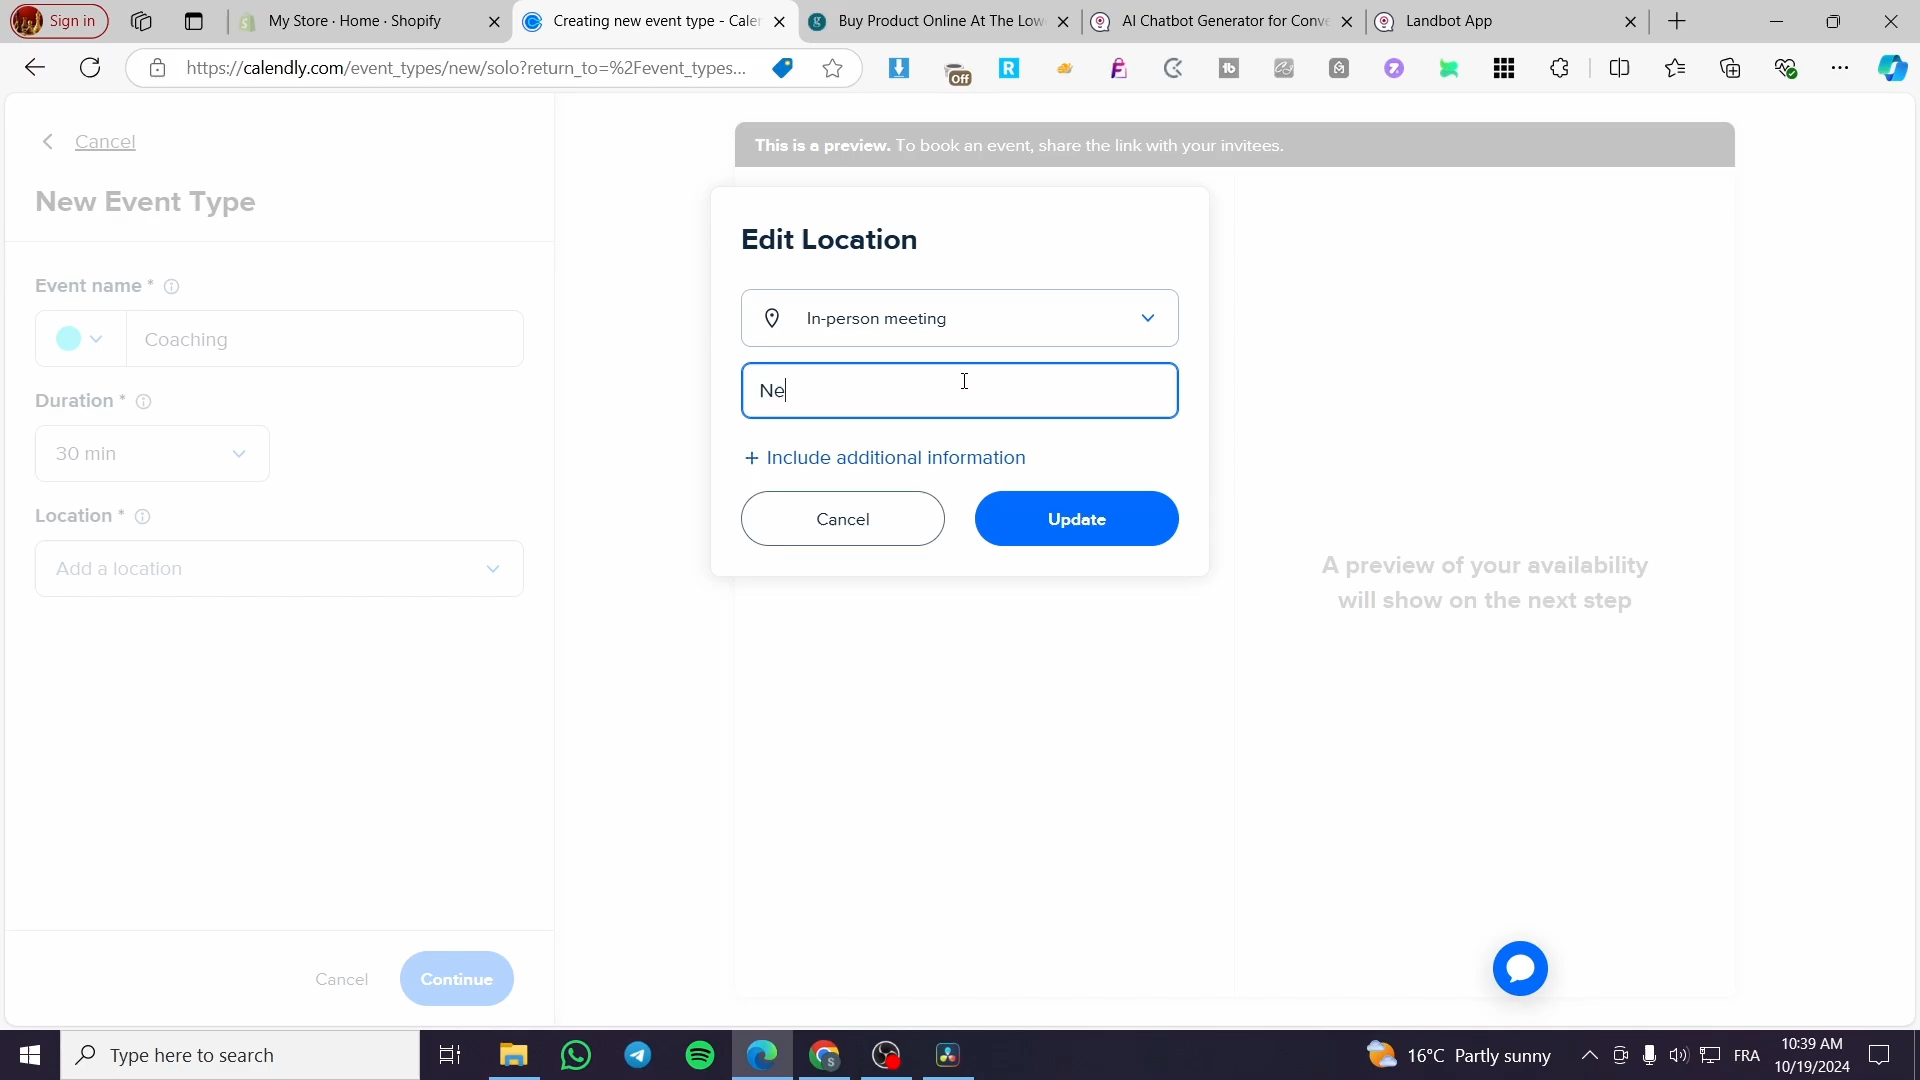 Sign in
My Store · Home · Shopify
Creating new event type - Caler
Buy Product Online At The Low
AI Chatbot Generator for Conve
Landbot App
https://calendly.com/event_types/new/solo?return_to=%2Fevent_types...
Off
Cancel
New Event Type
Event name *
Coaching
Duration *
30 min
Location *
Add a location
Cancel
Continue
This is a preview. To book an event, share the link with your invitees.
Edit Location
In-person meeting
Ne
+ Include additional information
Cancel
Update
A preview of your availability
will show on the next step
Type here to search
16°C Partly sunny
FRA
10:39 AM
10/19/2024